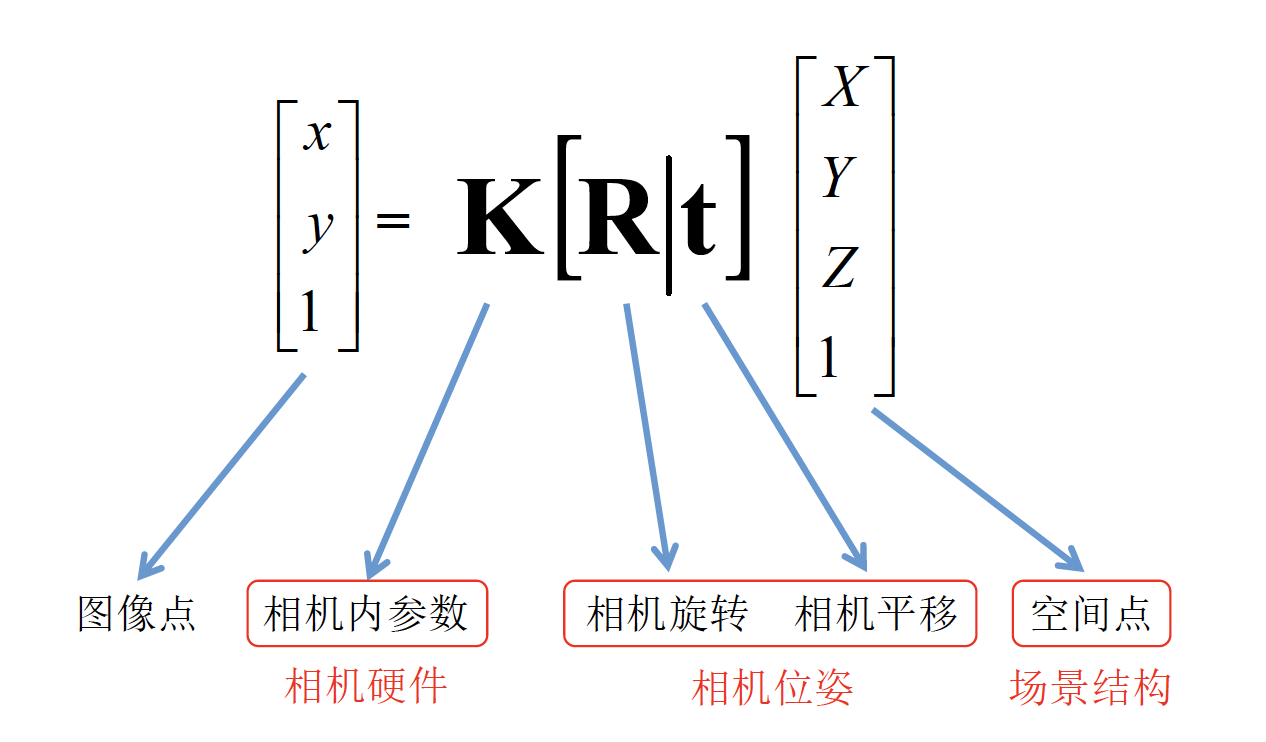 [x y 1] = K[R|t] [X Y Z 1]
图像点 相机内参数 相机旋转 相机平移 空间点
相机硬件 相机位姿 场景结构